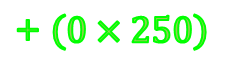 + (0 × 250)